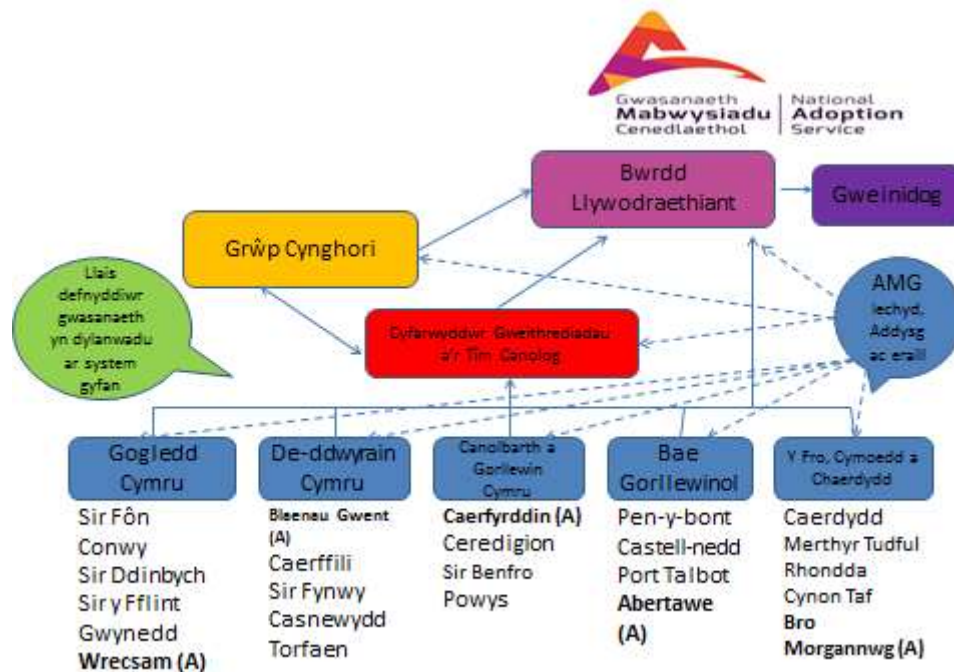 Gwasanaeth
Mabwysiadu
Cenedlaethol
National
Adoption
Service
Bwrdd
Llywodraethiant
Gweinidog
Grŵp Cynghori
Llais
defnyddiwr
gwasanaeth
yn dylanwadu
ar system
gyfan
AMG
Iechyd,
Addysg
ac eraill
Cyfarwyddwr Gweithrediadau
a'r Tîm Canolog
Gogledd
Cymru
Sir Fôn
Conwy
Sir Ddinbych
Sir y Fflint
Gwynedd
Wrecsam (A)
De-ddwyrain
Cymru
Blaenau Gwent
(A)
Caerffili
Sir Fynwy
Casnewydd
Torfaen
Canolbarth a
Gorllewin
Cymru
Caerfyrddin (A)
Ceredigion
Sir Benfro
Powys
Bae
Gorllewinol
Pen-y-bont
Castell-nedd
Port Talbot
Abertawe
(A)
Y Fro, Cymoedd a
Chaerdydd
Caerdydd
Merthyr Tudful
Rhondda
Cynon Taf
Bro
Morgannwg (A)